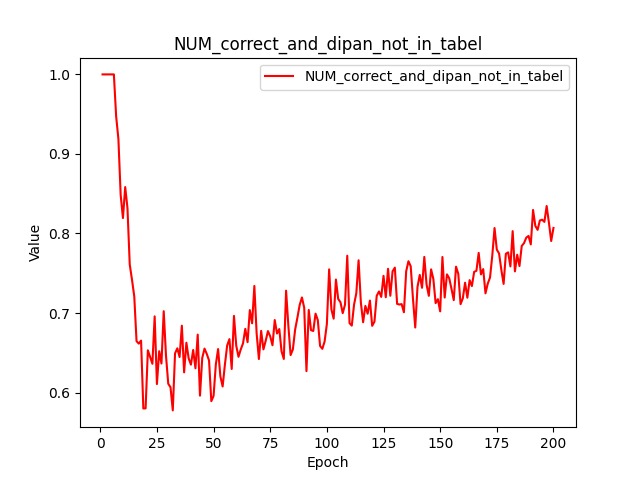 NUM_correct_and_dipan_not_in_tabel
NUM_correct_and_dipan_not_in_tabel
1.0
0.9
0.8
0.7
0.6
Value
0 25 50 75 100 125 150 175 200
Epoch